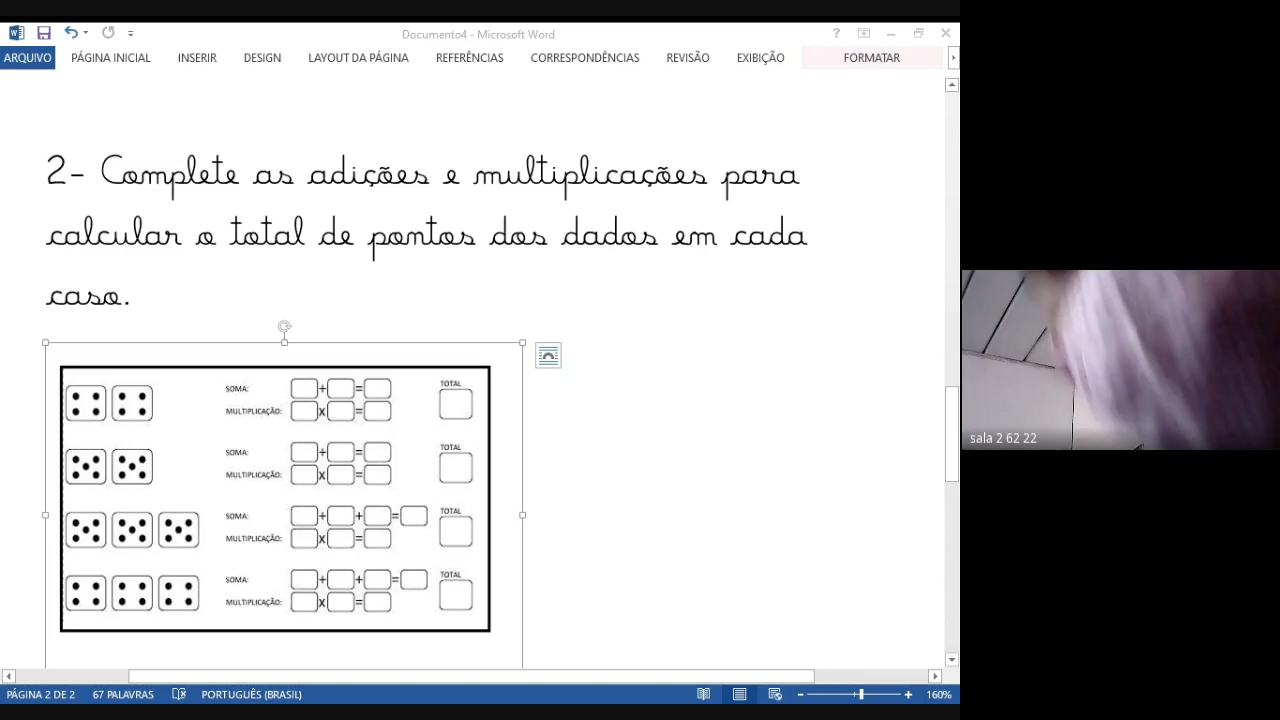 Documento4 - Microsoft Word
?
ARQUIVO PÁGINA INICIAL INSERIR DESIGN LAYOUT DA PÁGINA REFERÊNCIAS CORRESPONDÊNCIAS REVISÃO EXIBIÇÃO FORMATAR
2- Complete as adições e multiplicações para
calcular o total de pontos dos dados em cada
caso.
SOMA: + = TOTAL
MULTIPLICAÇÃO: x =
SOMA: + = TOTAL
MULTIPLICAÇÃO: x =
SOMA: + + = TOTAL
MULTIPLICAÇÃO: x =
SOMA: + + = TOTAL
MULTIPLICAÇÃO: x =
sala 2 62 22
PÁGINA 2 DE 2 67 PALAVRAS PORTUGUÊS (BRASIL) - + 160%